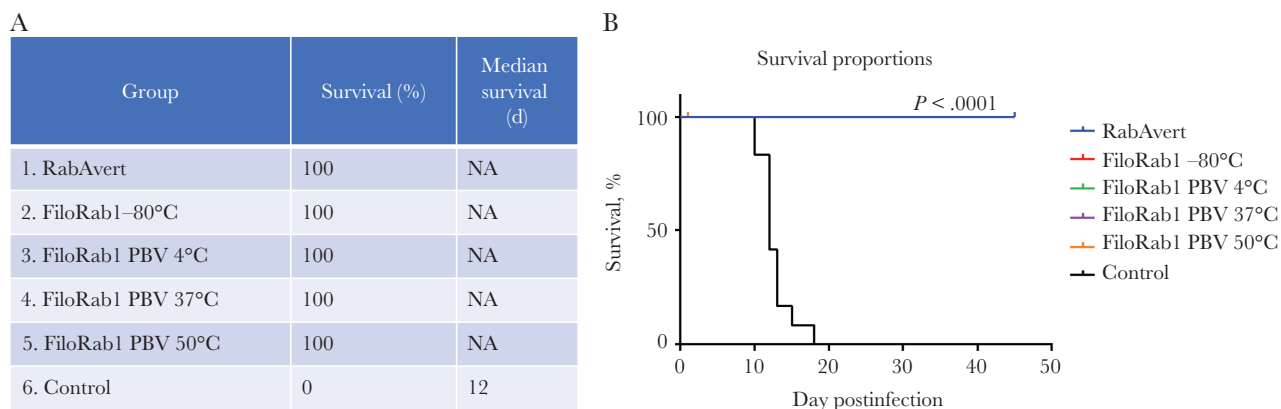 A
Group Survival (%) Median survival (d)
1. RabAvert 100 NA
2. FiloRab1–80°C 100 NA
3. FiloRab1 PBV 4°C 100 NA
4. FiloRab1 PBV 37°C 100 NA
5. FiloRab1 PBV 50°C 100 NA
6. Control 0 12
B
Survival proportions
P < .0001
Survival, %
100
50
0
0 10 20 30 40 50
Day postinfection
RabAvert
FiloRab1 –80°C
FiloRab1 PBV 4°C
FiloRab1 PBV 37°C
FiloRab1 PBV 50°C
Control